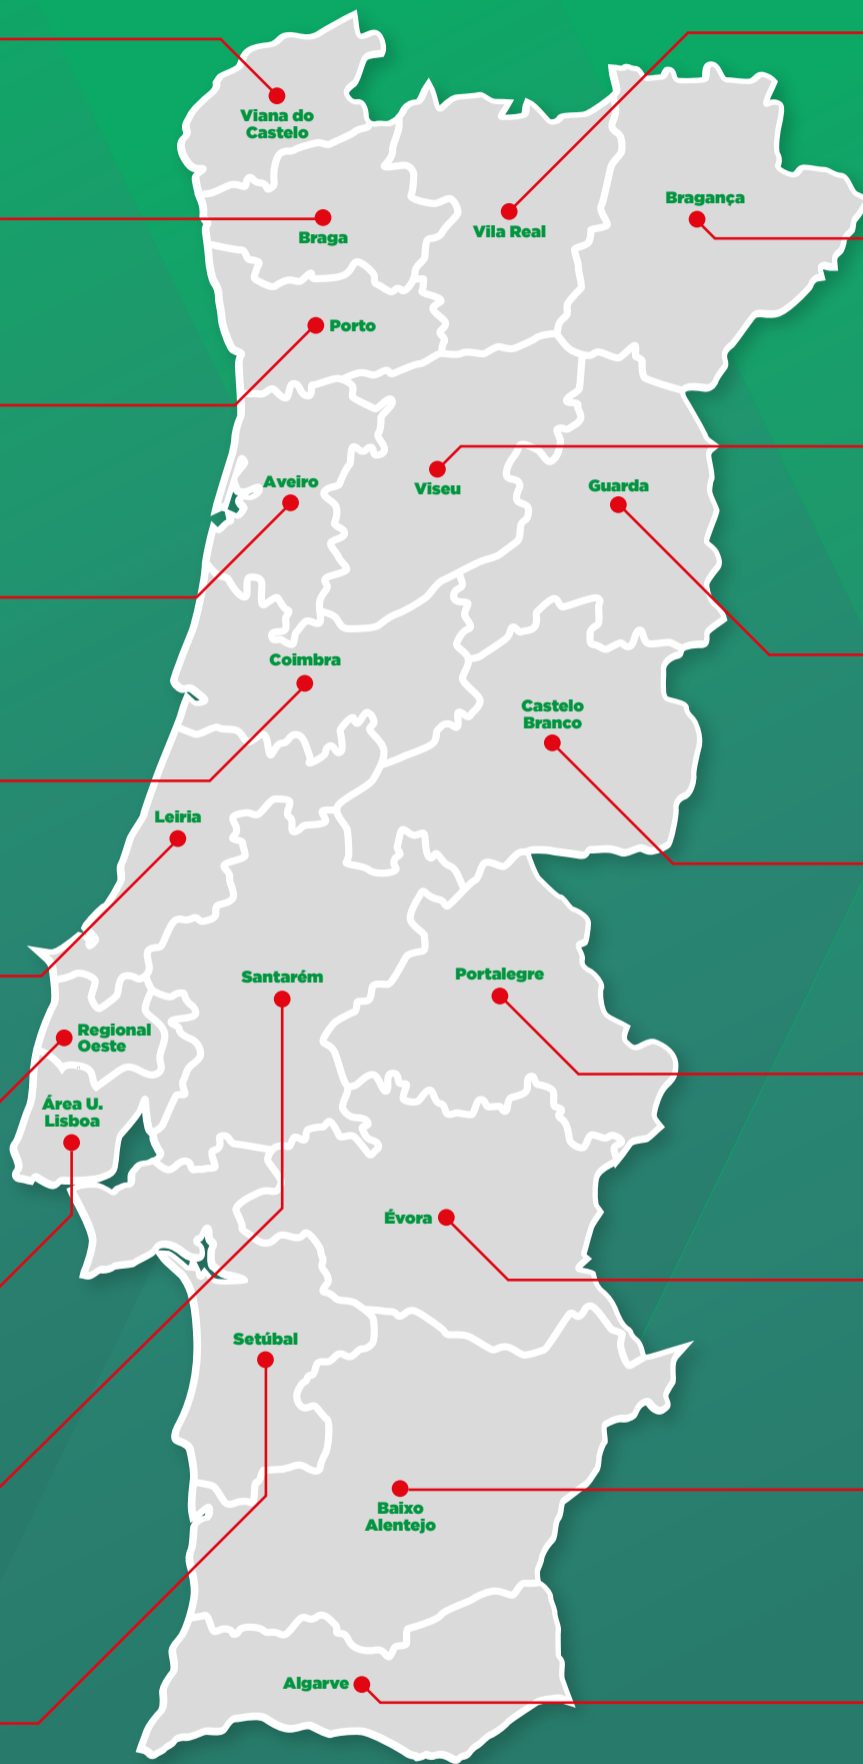 Viana do
Castelo
Bragança
Braga
Vila Real
Porto
Aveiro
Viseu
Guarda
Coimbra
Castelo
Branco
Leiria
Santarém
Portalegre
Regional
Oeste
Área U.
Lisboa
Évora
Setúbal
Baixo
Alentejo
Algarve